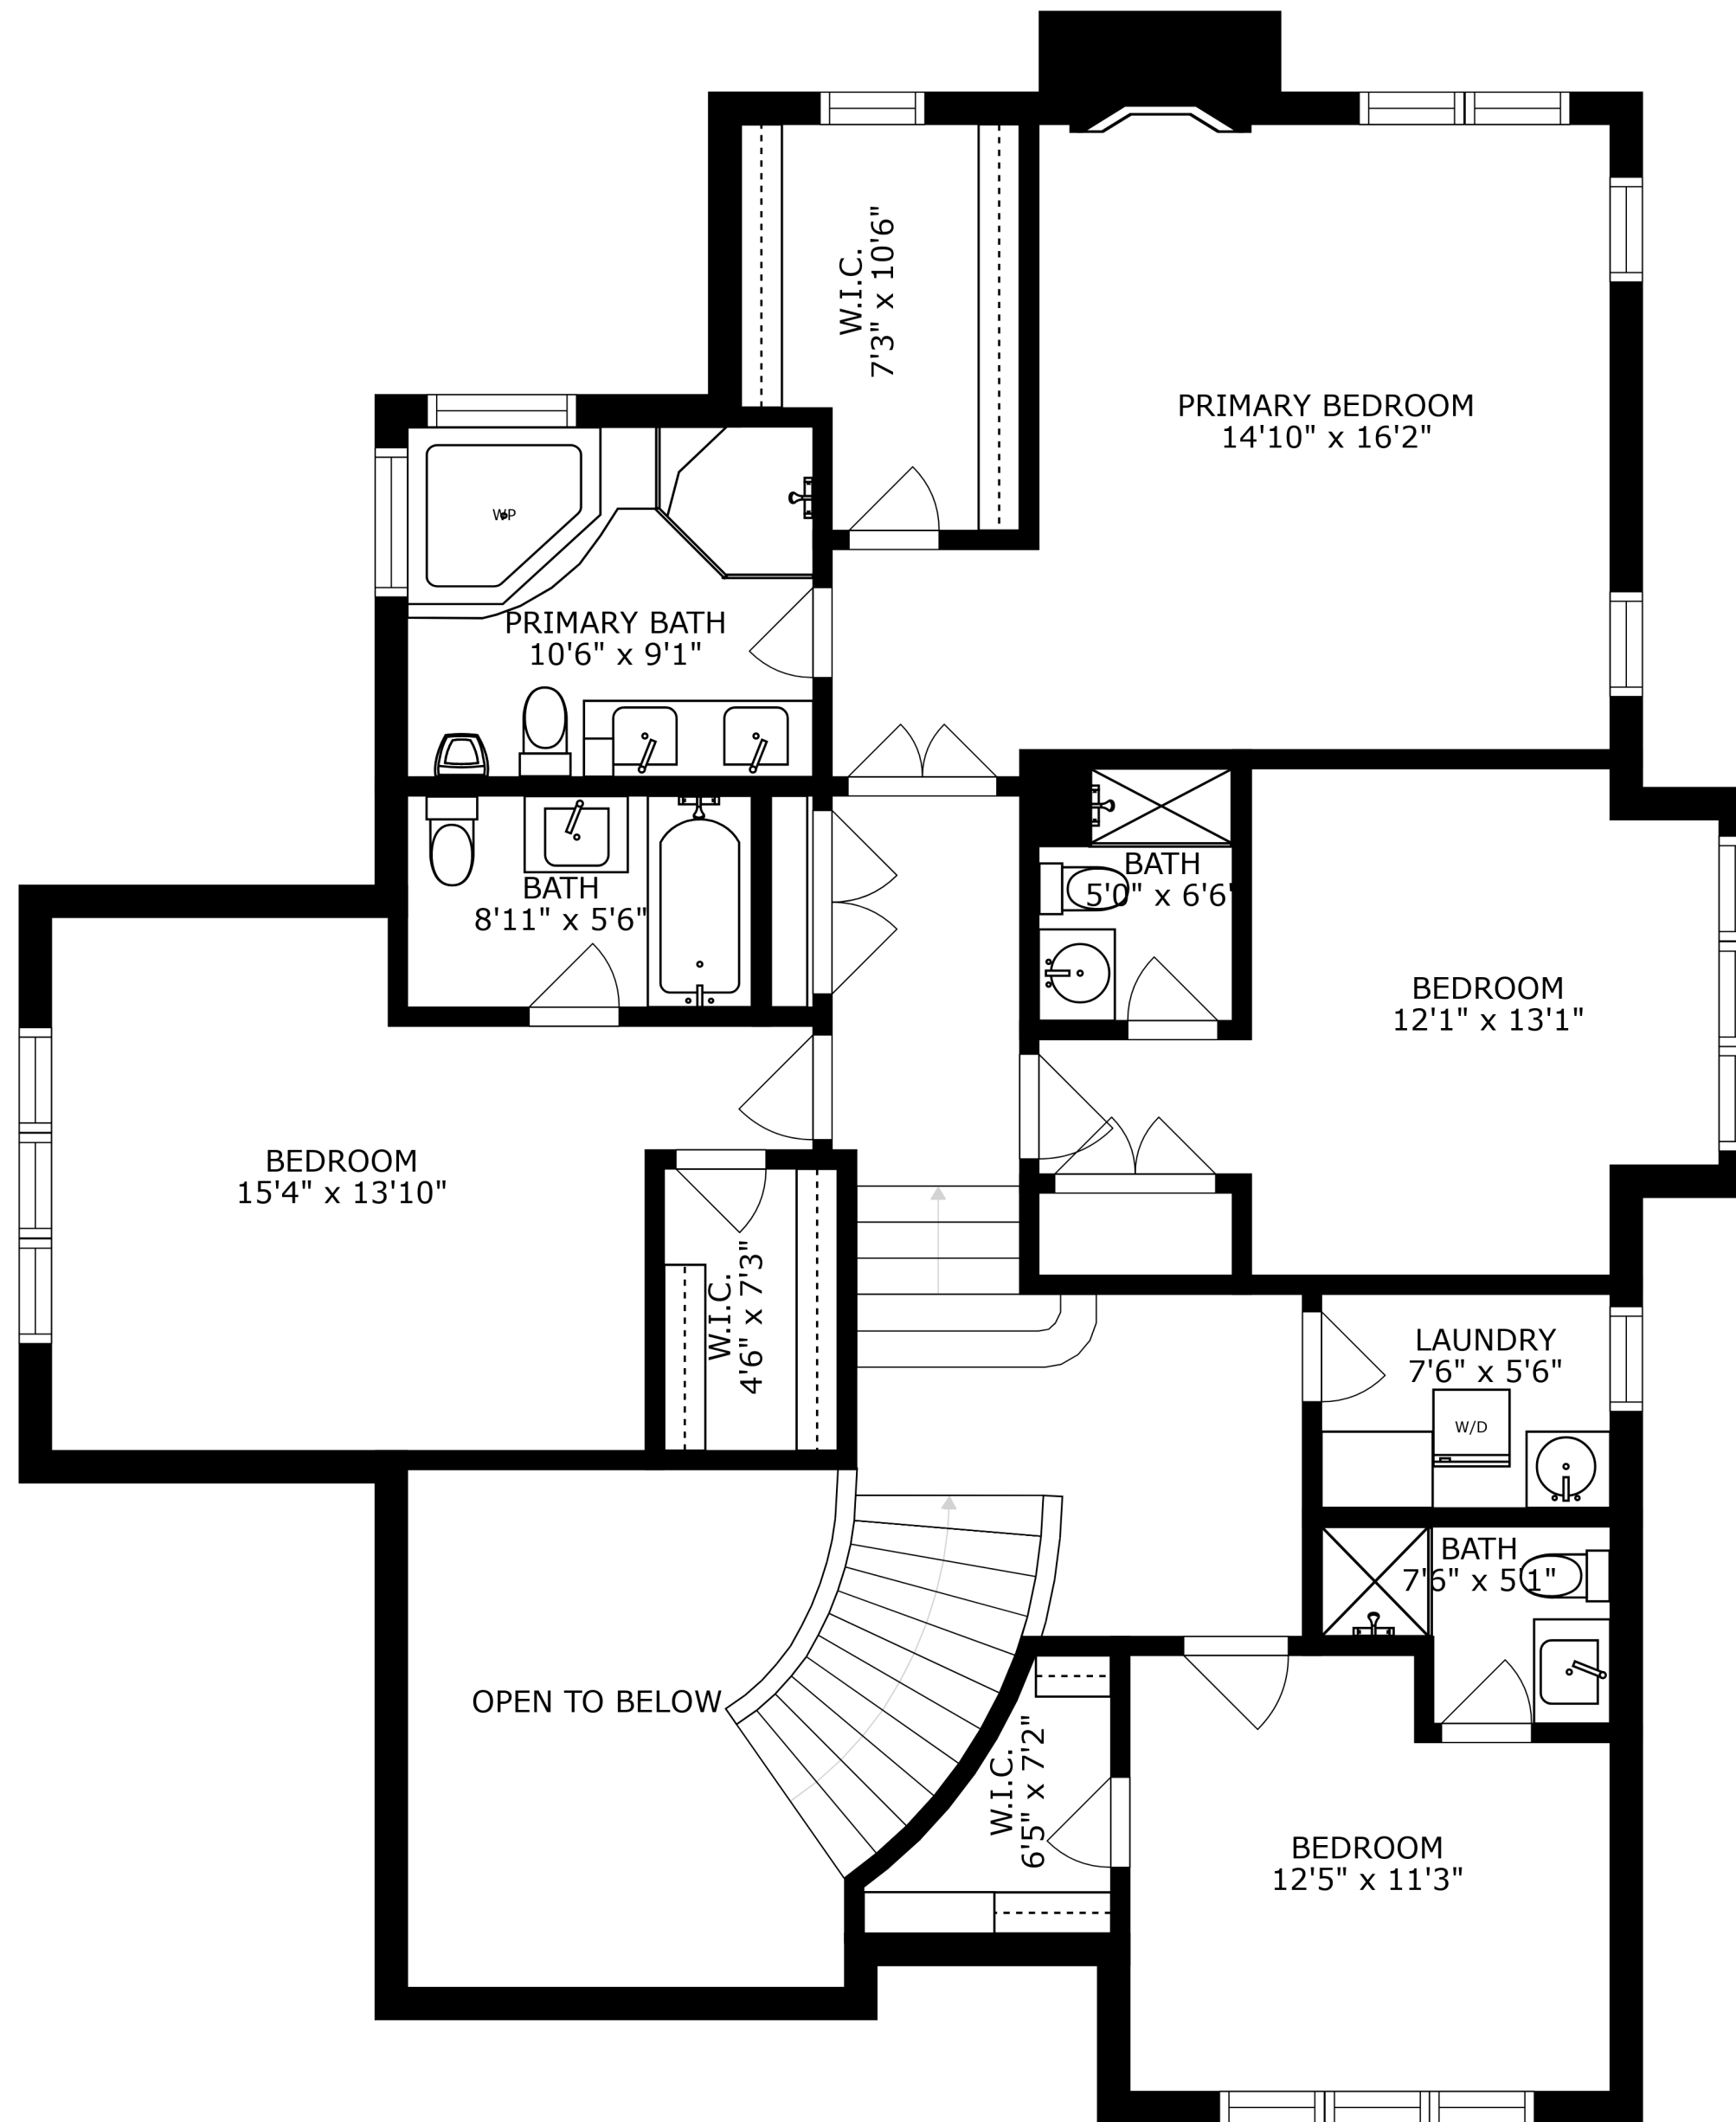 W.I.C.
7'3" x 10'6"
PRIMARY BEDROOM
14'10" x 16'2"
WP
PRIMARY BATH
10'6" x 9'1"
BATH
8'11" x 5'6"
BATH
5'0" x 6'6"
BEDROOM
12'1" x 13'1"
BEDROOM
15'4" x 13'10"
W.I.C.
4'6" x 7'3"
LAUNDRY
7'6" x 5'6"
W/D
BATH
7'6" x 5'1"
OPEN TO BELOW
W.I.C.
6'5" x 7'2"
BEDROOM
12'5" x 11'3"